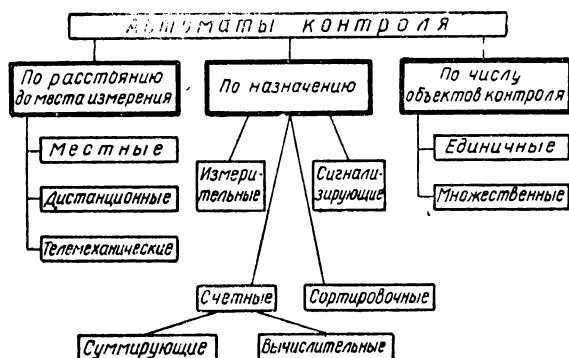 Автоматы контроля
По расстоянию
до места измерения
По назначению
По числу
объектов контроля
Местные
Дистанционные
Телемеханические
Измери-
тельные
Сигнали-
зирующие
Единичные
Множественные
Счетные
Сортировочные
Суммирующие
Вычислительные